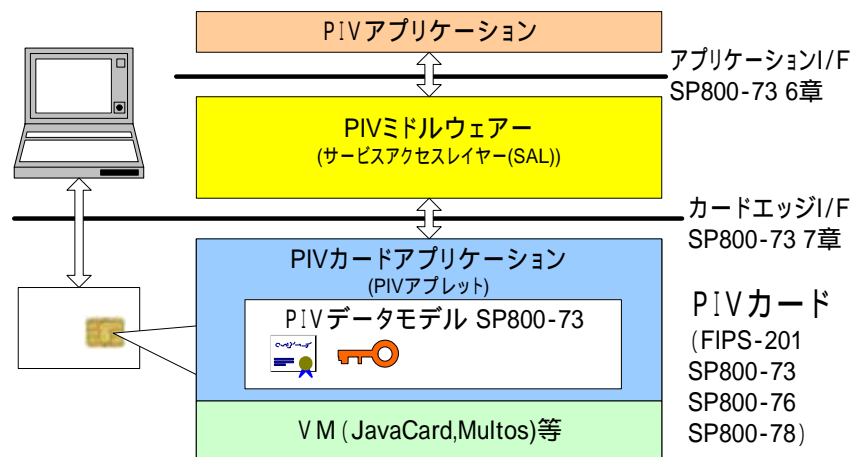 PIVアプリケーション
アプリケーションI/F
SP800-73 6章
PIVミドルウェアー
(サービスアクセスレイヤー(SAL))
カードエッジI/F
SP800-73 7章
PIVカードアプリケーション
(PIVアプレット)
PIVデータモデル SP800-73
PIVカード
(FIPS-201
SP800-73
SP800-76
SP800-78)
VM(JavaCard,Multos)等